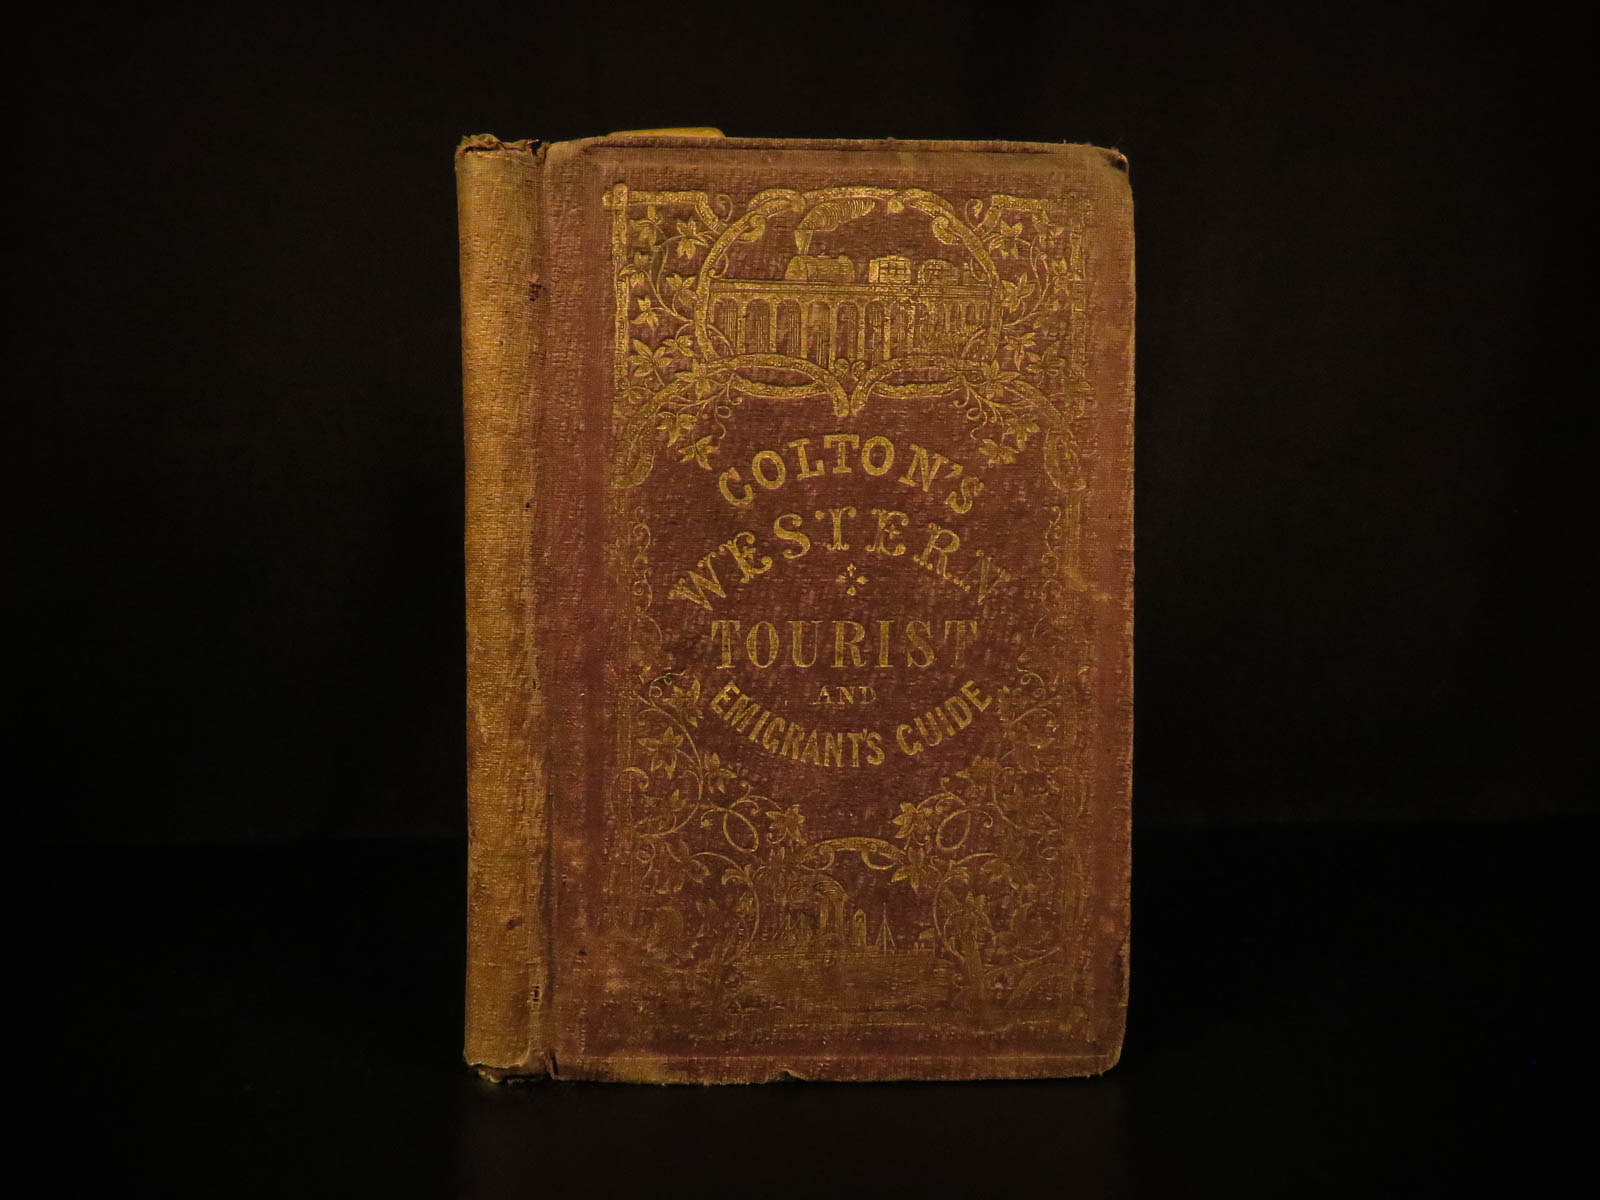 COLTON'S
WESTERN
TOURIST
AND
EMIGRANT'S GUIDE